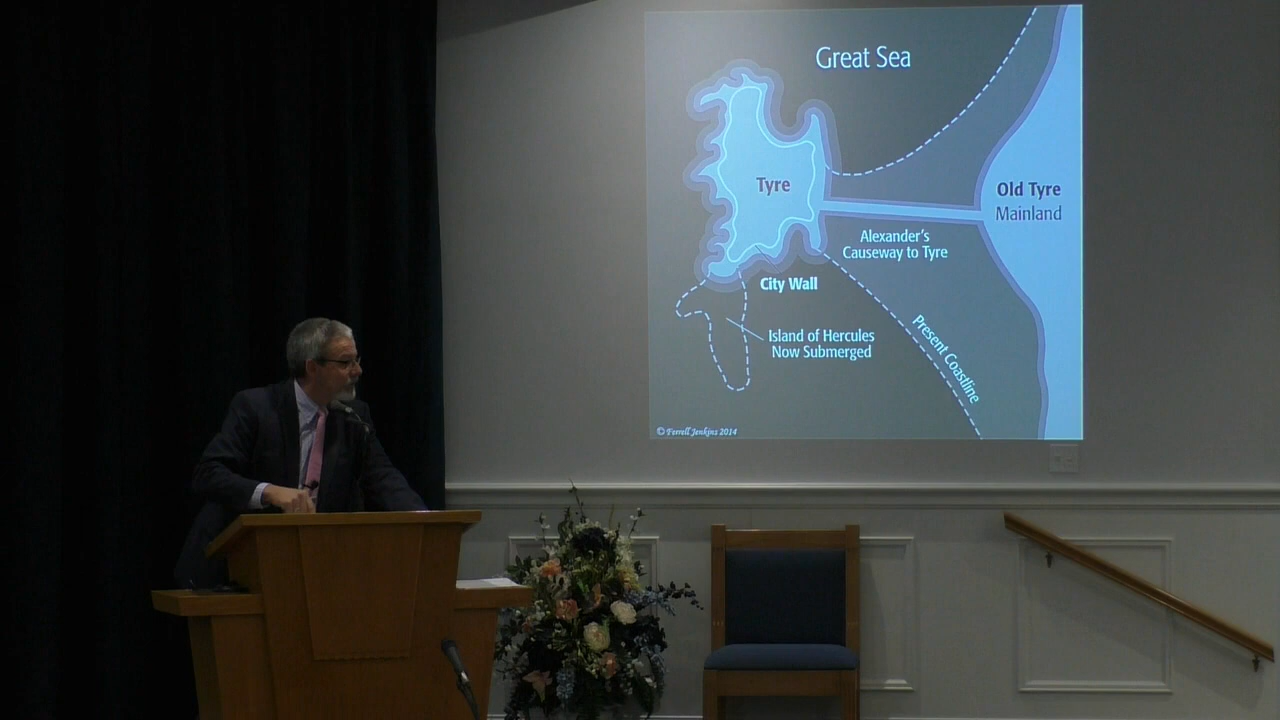 Great Sea
Tyre
Old Tyre
Mainland
Alexander's
Causeway to Tyre
City Wall
Island of Hercules
Now Submerged
Present Coastline
© Ferrell Jenkins 2014